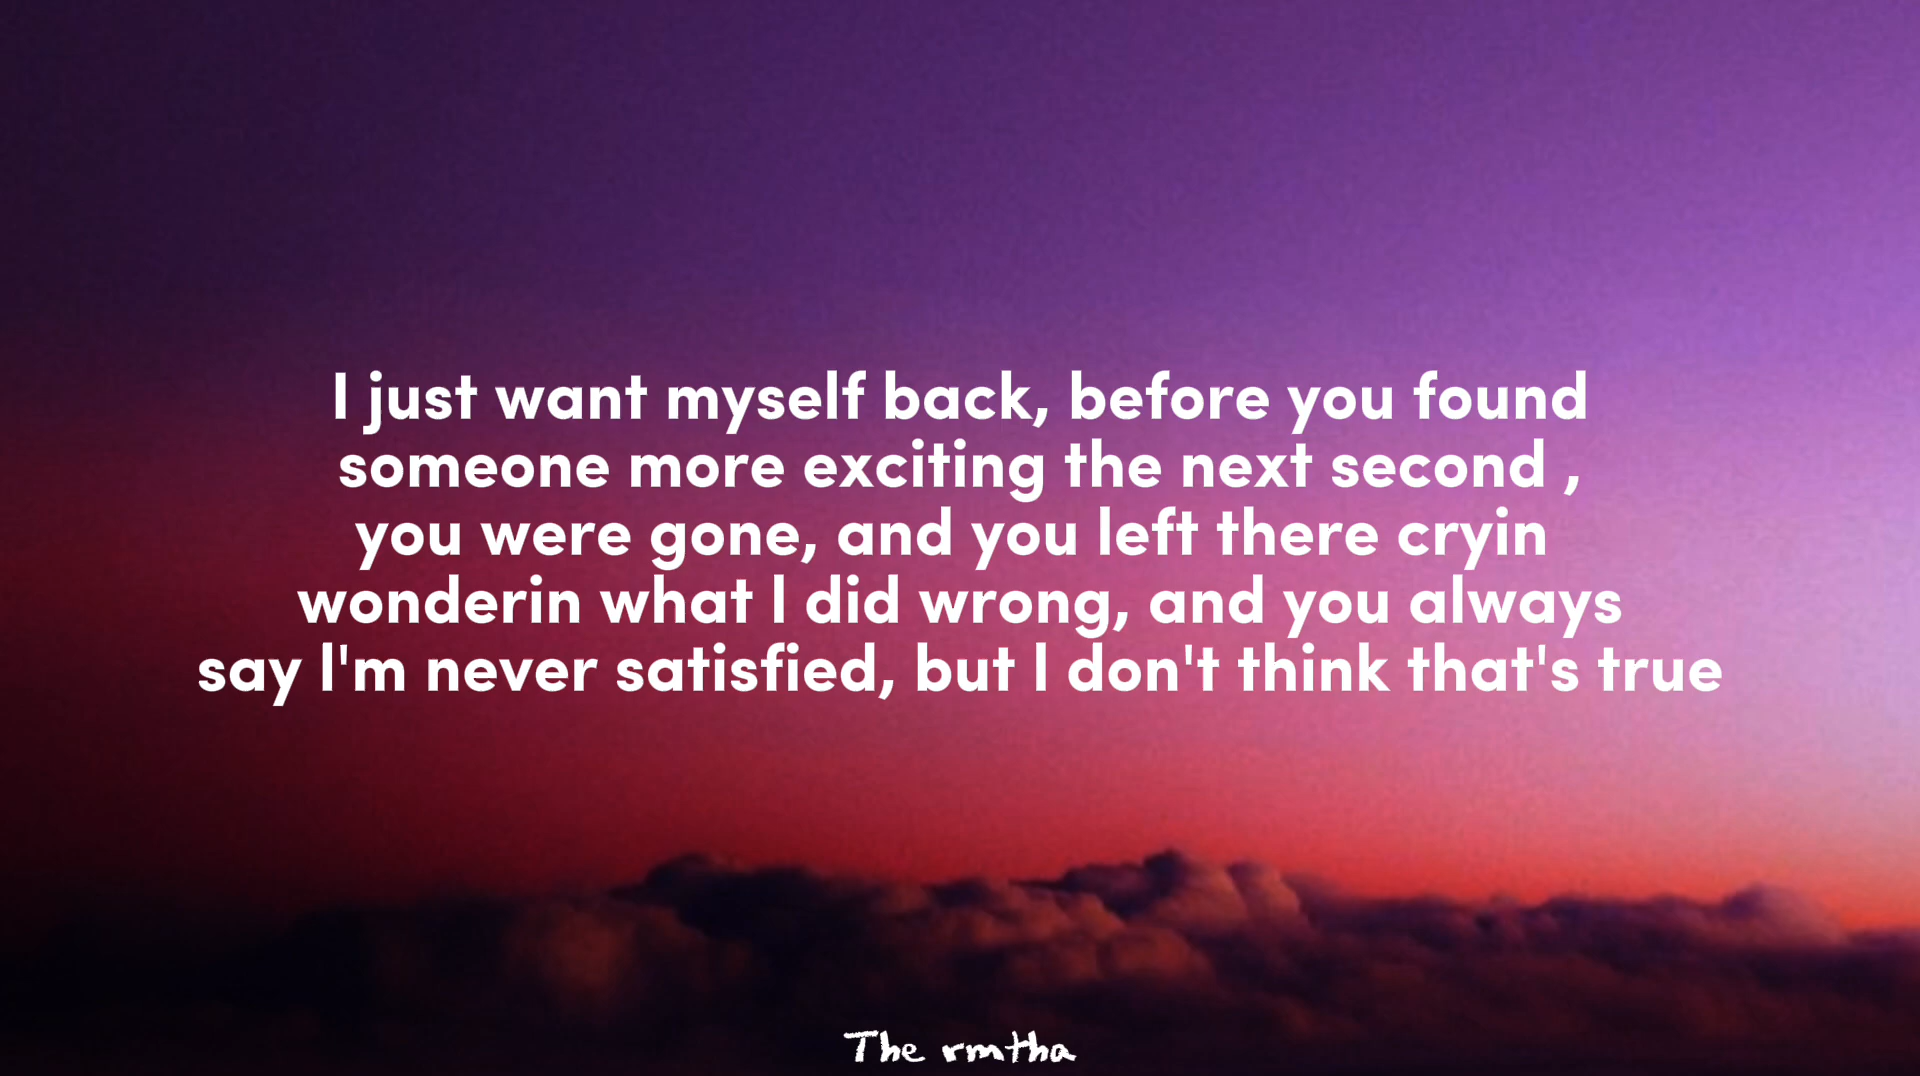 I just want myself back, before you found
someone more exciting the next second ,
you were gone, and you left there cryin
wonderin what I did wrong, and you always
say I'm never satisfied, but I don't think that's true
The rmtha